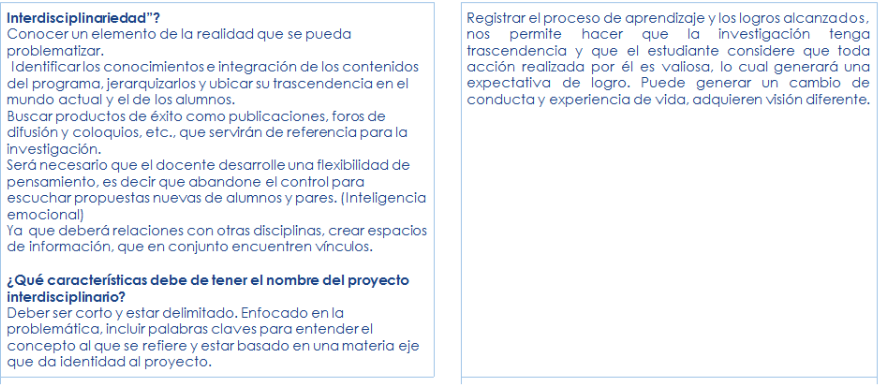 Interdisciplinariedad"?
Conocer un elemento de la realidad que se pueda
problematizar.
Identificar los conocimientos e integración de los contenidos
del programa, jerarquizarlos y ubicar su trascendencia en el
mundo actual y el de los alumnos.
Buscar productos de éxito como publicaciones, foros de
difusión y coloquios, etc., que servirán de referencia para la
investigación.
Será necesario que el docente desarrolle una flexibilidad de
pensamiento, es decir que abandone el control para
escuchar propuestas nuevas de alumnos y pares. (Inteligencia
emocional)
Ya que deberá relaciones con otras disciplinas, crear espacios
de información, que en conjunto encuentren vínculos.
¿Qué características debe de tener el nombre del proyecto
interdisciplinario?
Deber ser corto y estar delimitado. Enfocado en la
problemática, incluir palabras claves para entender el
concepto al que se refiere y estar basado en una materia eje
que da identidad al proyecto.
Registrar el proceso de aprendizaje y los logros alcanzados,
nos permite hacer que la investigación tenga
trascendencia y que el estudiante considere que toda
acción realizada por él es valiosa, lo cual generará una
expectativa de logro. Puede generar un cambio de
conducta y experiencia de vida, adquieren visión diferente.